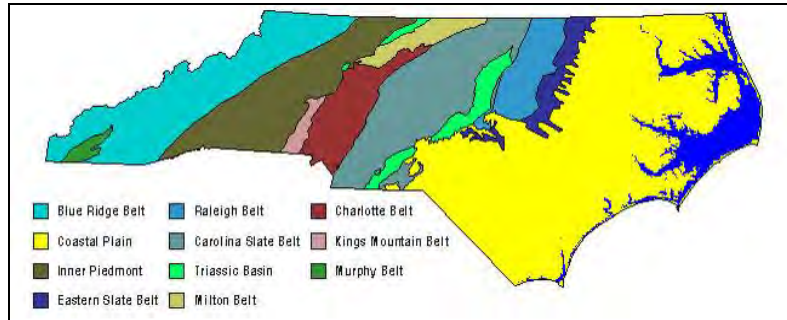 Blue Ridge Belt
Raleigh Belt
Charlotte Belt
Coastal Plain
Carolina Slate Belt
Kings Mountain Belt
Inner Piedmont
Triassic Basin
Murphy Belt
Eastern Slate Belt
Milton Belt